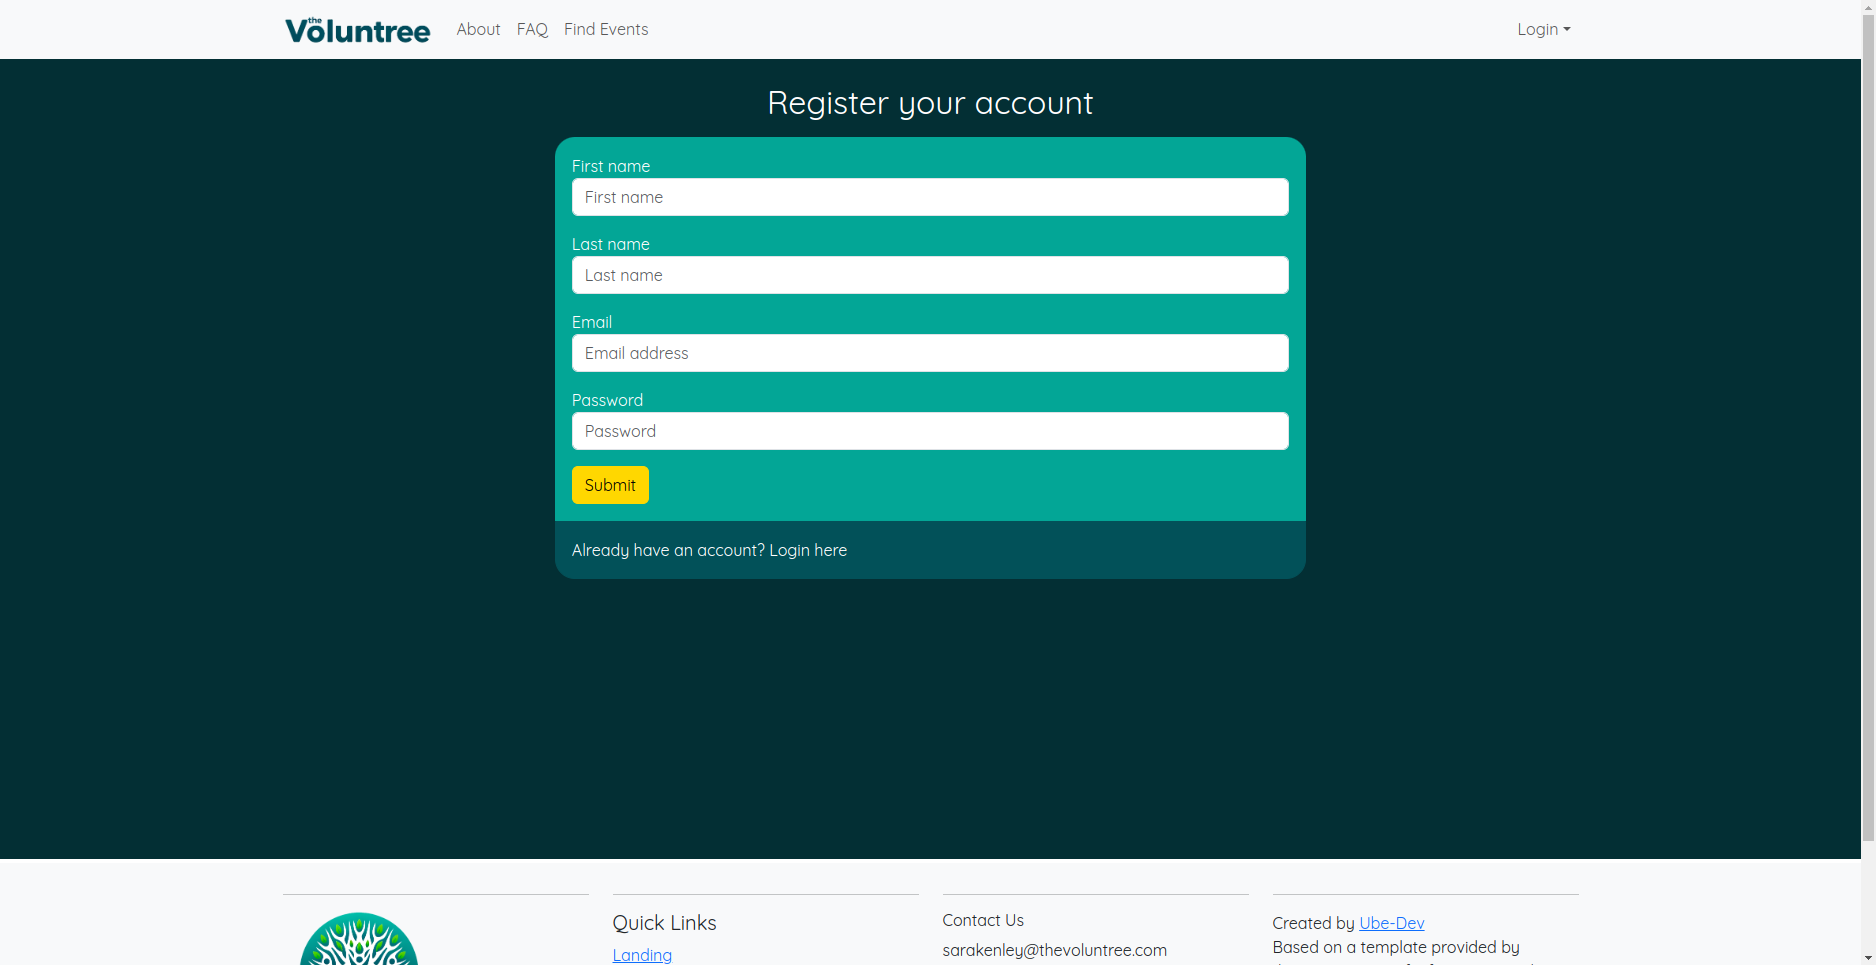 the
Voluntree
About FAQ Find Events
Login
Register your account
First name
First name
Last name
Last name
Email
Email address
Password
Password
Submit
Already have an account? Login here
Quick Links
Landing
Contact Us
sarakenley@thevoluntree.com
Created by Ube-Dev
Based on a template provided by